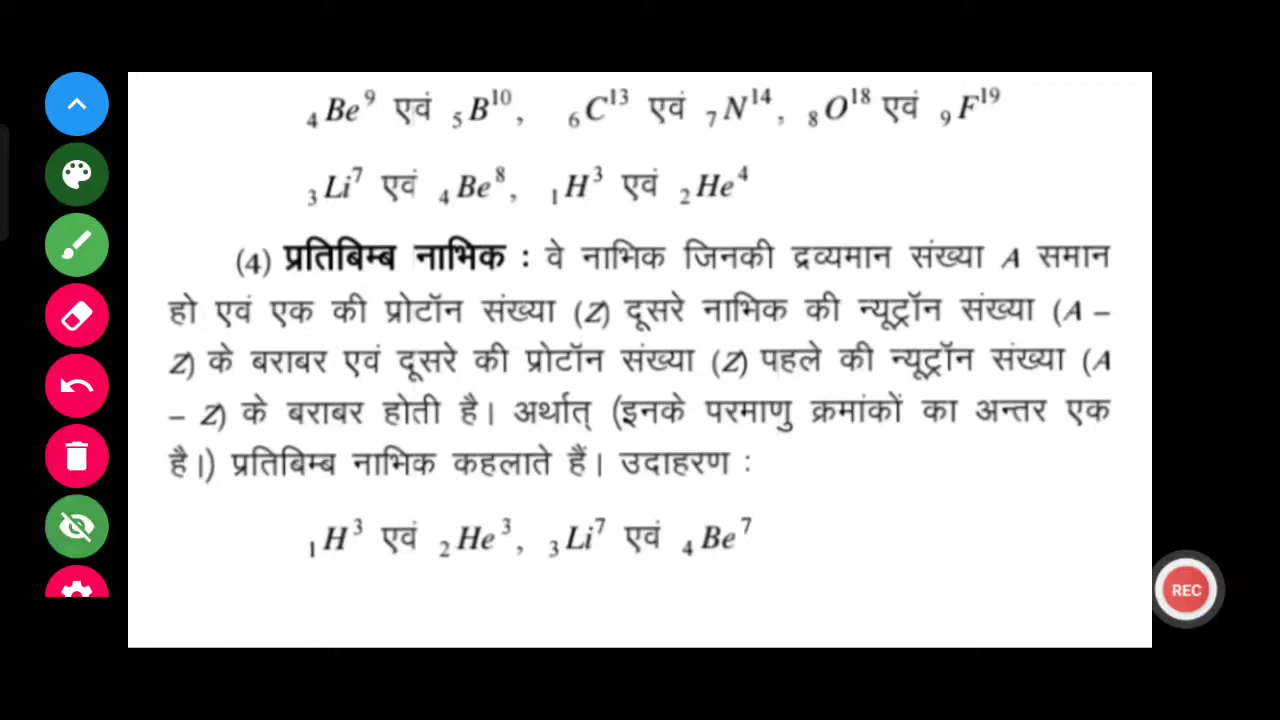 ₄Be⁹ एवं ₅B¹⁰, ₆C¹³ एवं ₇N¹⁴, ₈O¹⁸ एवं ₉F¹⁹
₃Li⁷ एवं ₄Be⁸, ₁H³ एवं ₂He⁴
(4) प्रतिबिम्ब नाभिक : वे नाभिक जिनकी द्रव्यमान संख्या A समान
हो एवं एक की प्रोटॉन संख्या (Z) दूसरे नाभिक की न्यूट्रॉन संख्या (A –
Z) के बराबर एवं दूसरे की प्रोटॉन संख्या (Z) पहले की न्यूट्रॉन संख्या (A
– Z) के बराबर होती है। अर्थात् (इनके परमाणु क्रमांकों का अन्तर एक
है।) प्रतिबिम्ब नाभिक कहलाते हैं। उदाहरण :
₁H³ एवं ₂He³, ₃Li⁷ एवं ₄Be⁷
REC